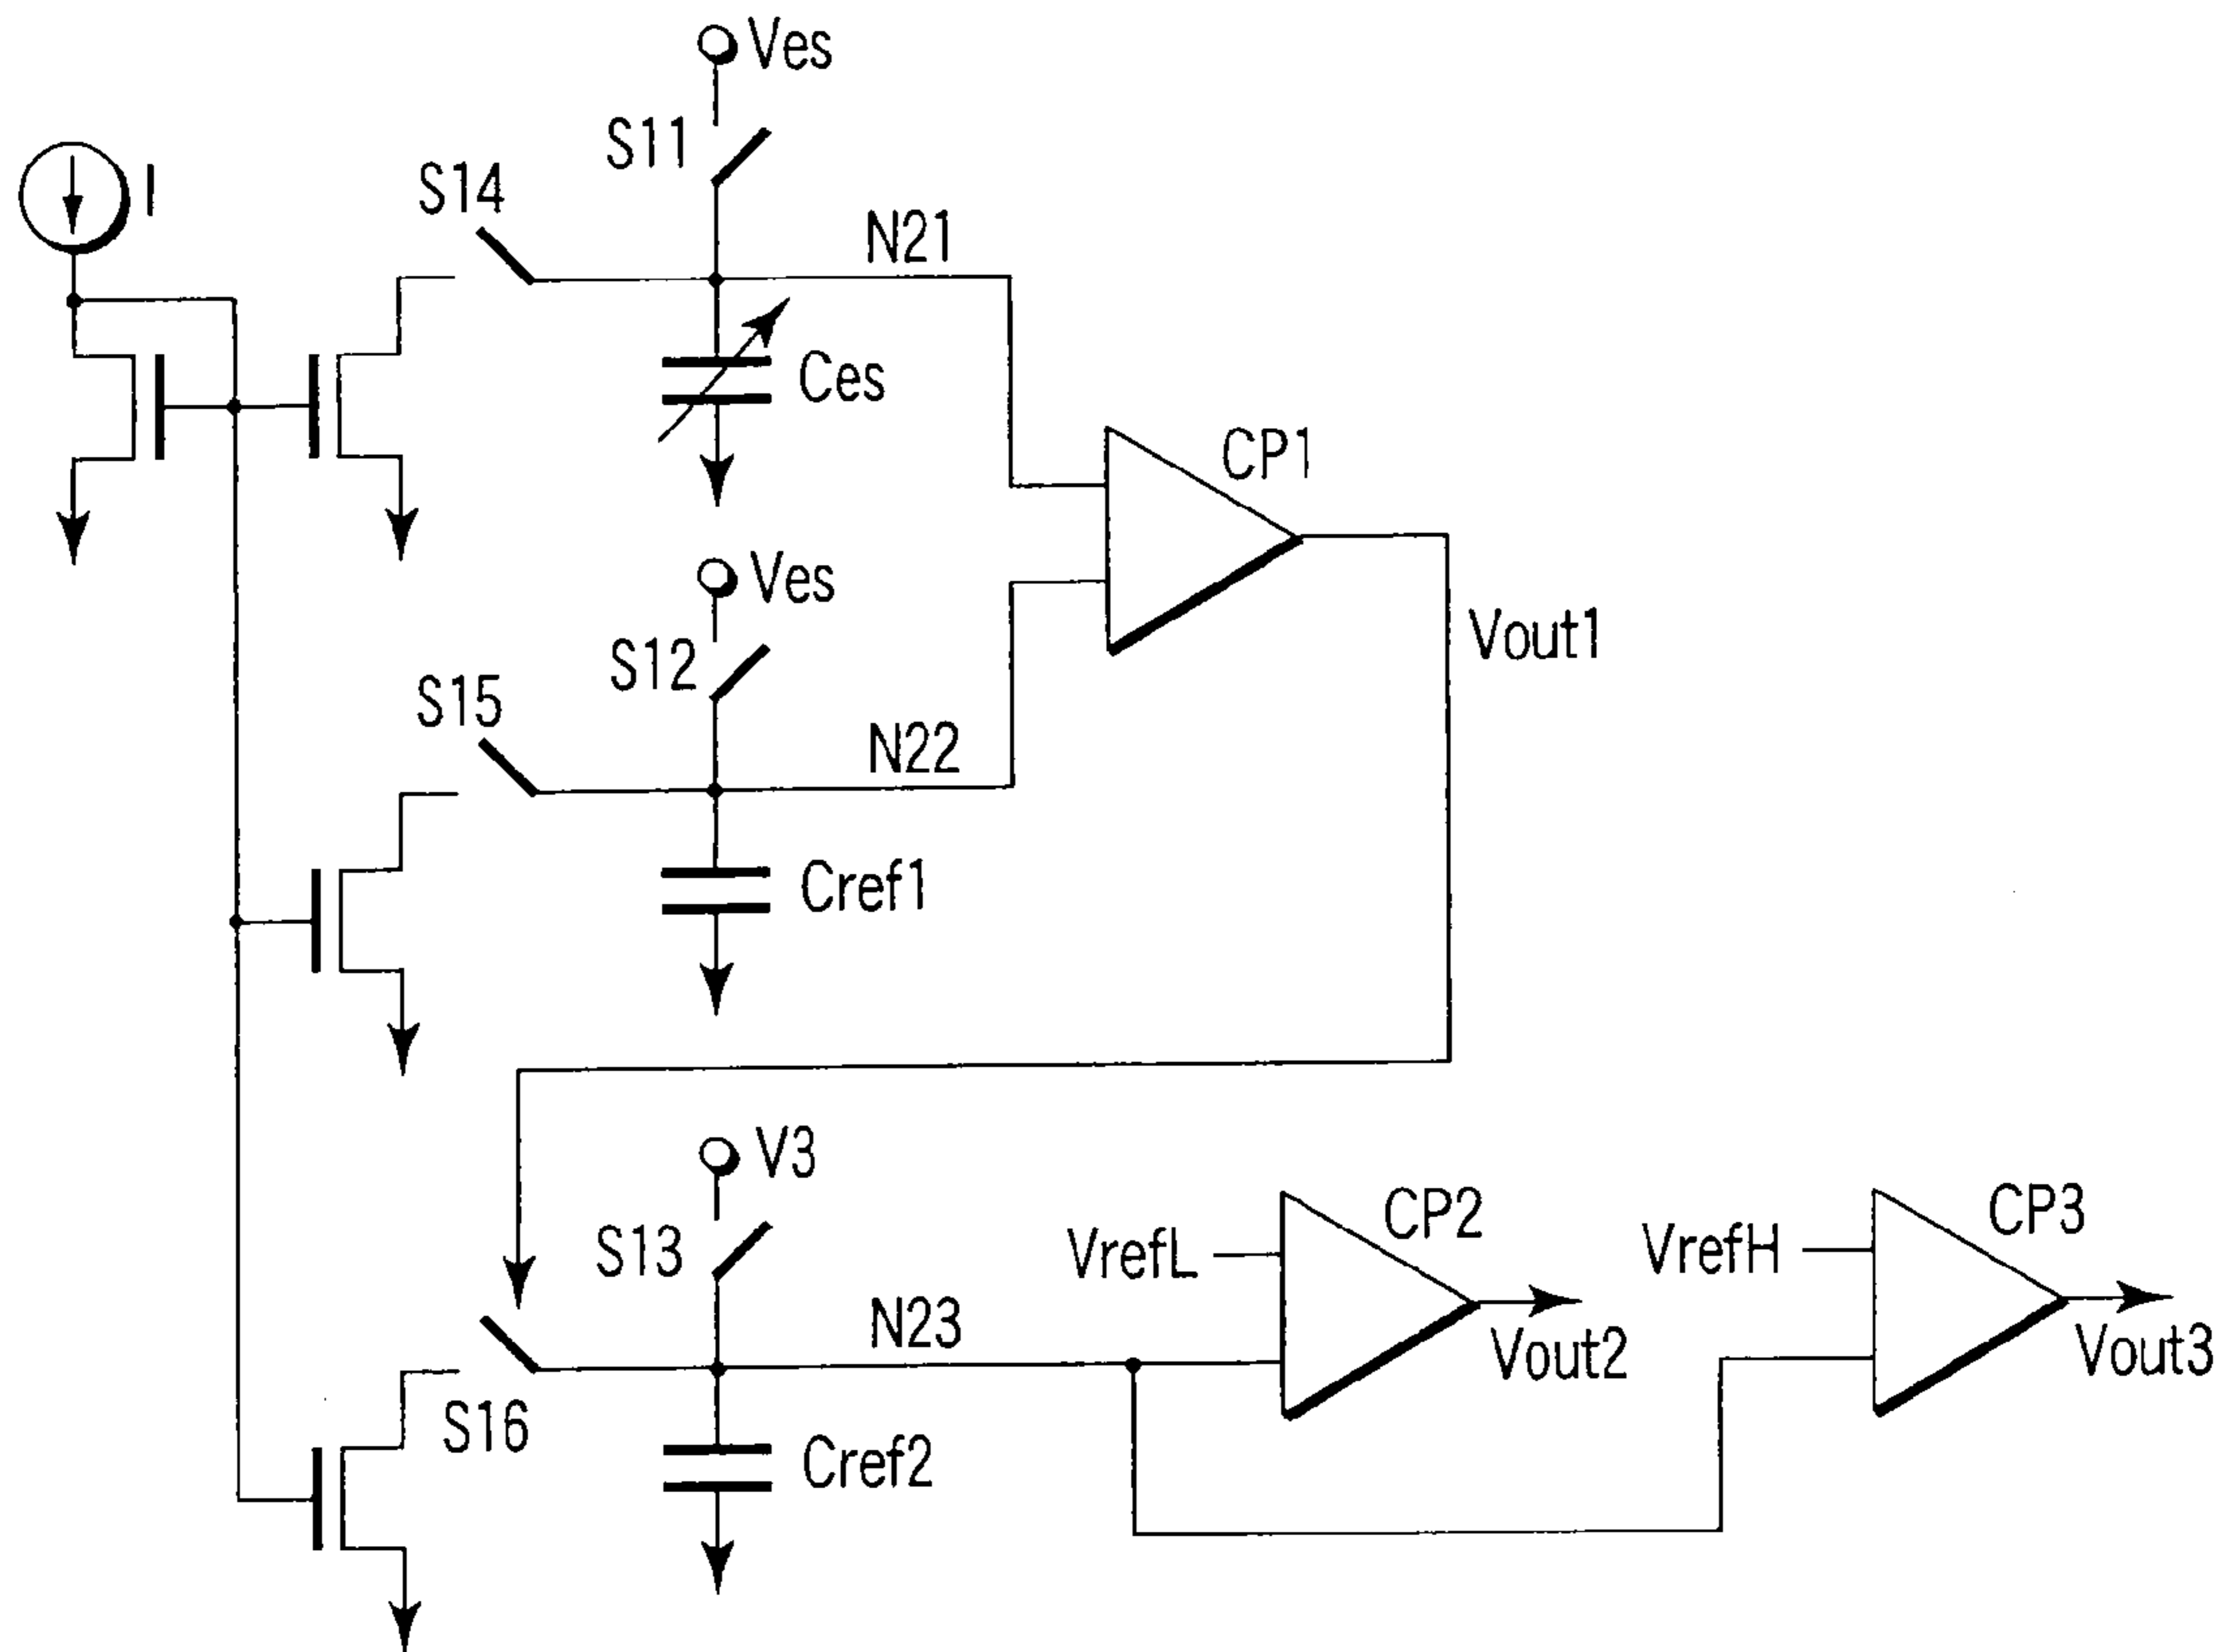 Ves
S11
I
S14
N21
Ces
CP1
Ves
S12
Vout1
S15
N22
Cref1
V3
S13
VrefL
CP2
VrefH
CP3
N23
Vout2
Vout3
S16
Cref2